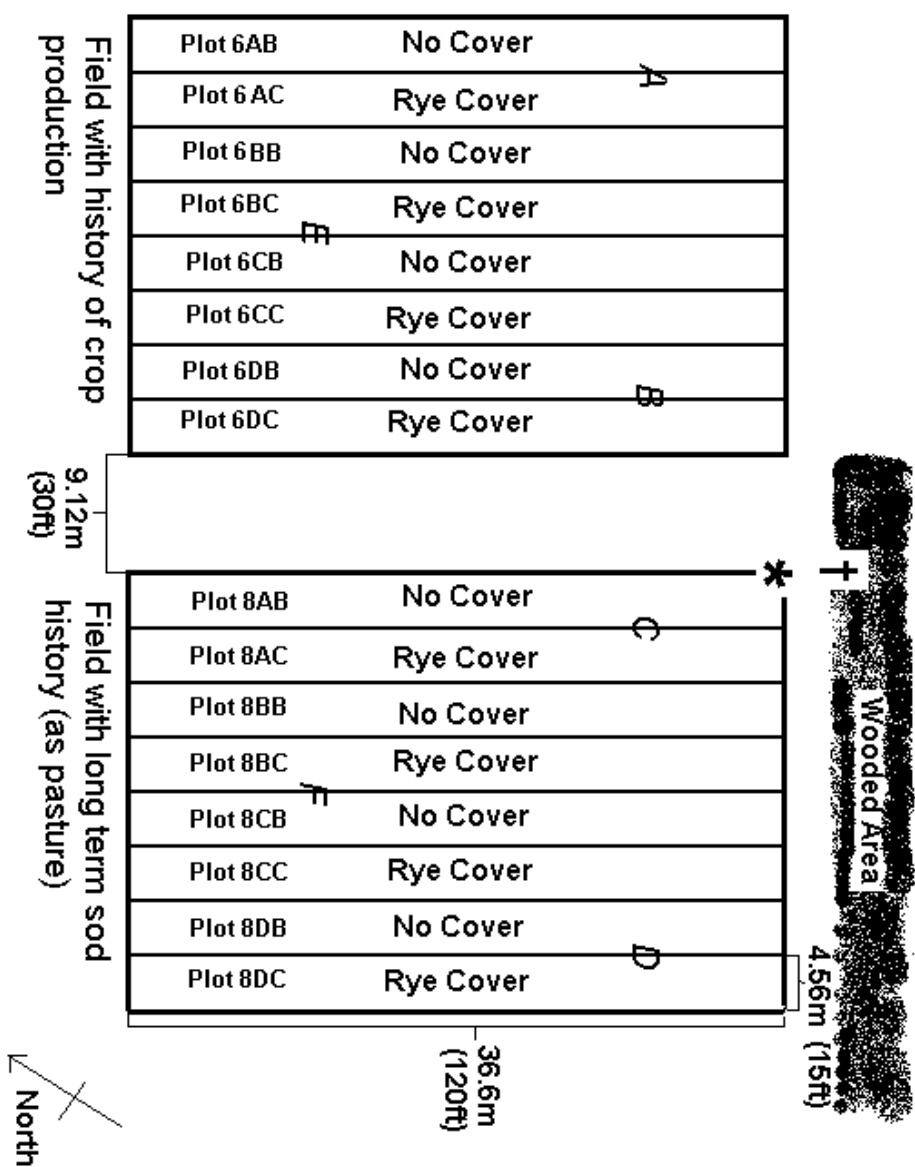 Plot 6AB No Cover
A
Plot 6AC Rye Cover
Plot 6BB No Cover
Plot 6BC Rye Cover
E
Plot 6CB No Cover
Plot 6CC Rye Cover
Plot 6DB No Cover
B
Plot 6DC Rye Cover
Field with history of crop
production
9.12m
(30ft)
* †
Plot 8AB No Cover
C
Plot 8AC Rye Cover
Plot 8BB No Cover
Plot 8BC Rye Cover
F
Plot 8CB No Cover
Plot 8CC Rye Cover
Plot 8DB No Cover
D
Plot 8DC Rye Cover
Field with long term sod
history (as pasture)
Wooded Area
4.56m (15ft)
36.6m
(120ft)
North